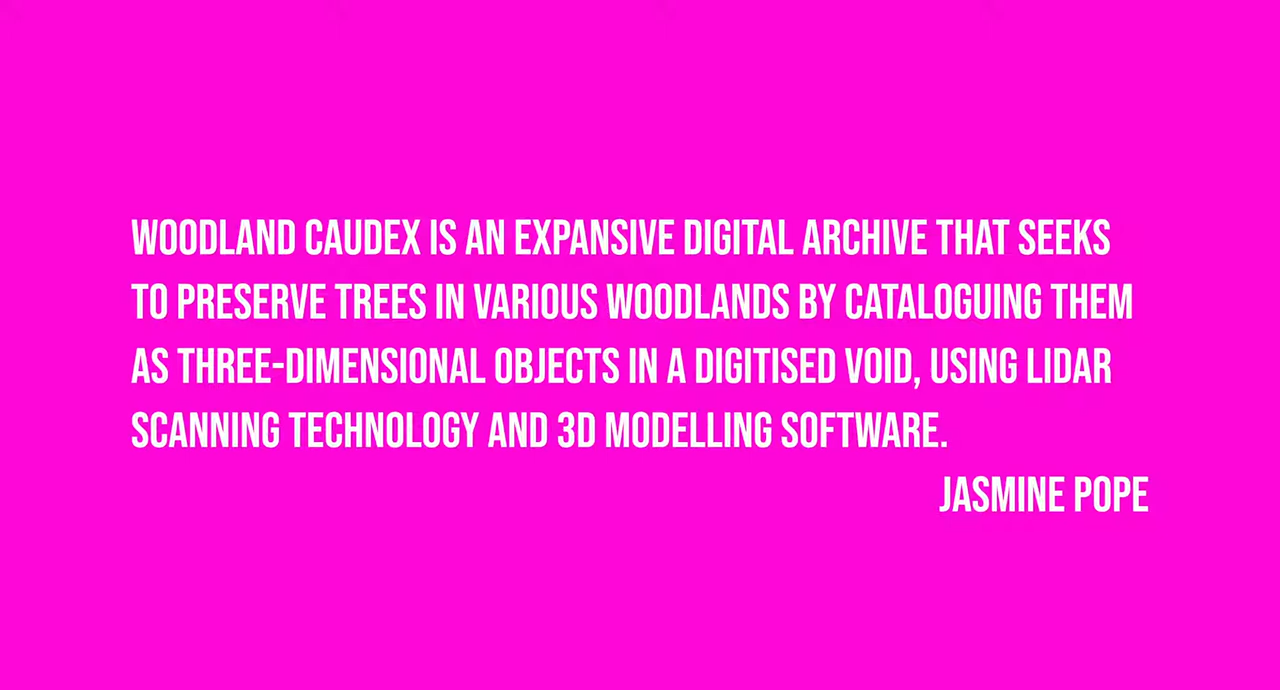 WOODLAND CAUDEX IS AN EXPANSIVE DIGITAL ARCHIVE THAT SEEKS
TO PRESERVE TREES IN VARIOUS WOODLANDS BY CATALOGUING THEM
AS THREE-DIMENSIONAL OBJECTS IN A DIGITISED VOID, USING LIDAR
SCANNING TECHNOLOGY AND 3D MODELLING SOFTWARE.
JASMINE POPE